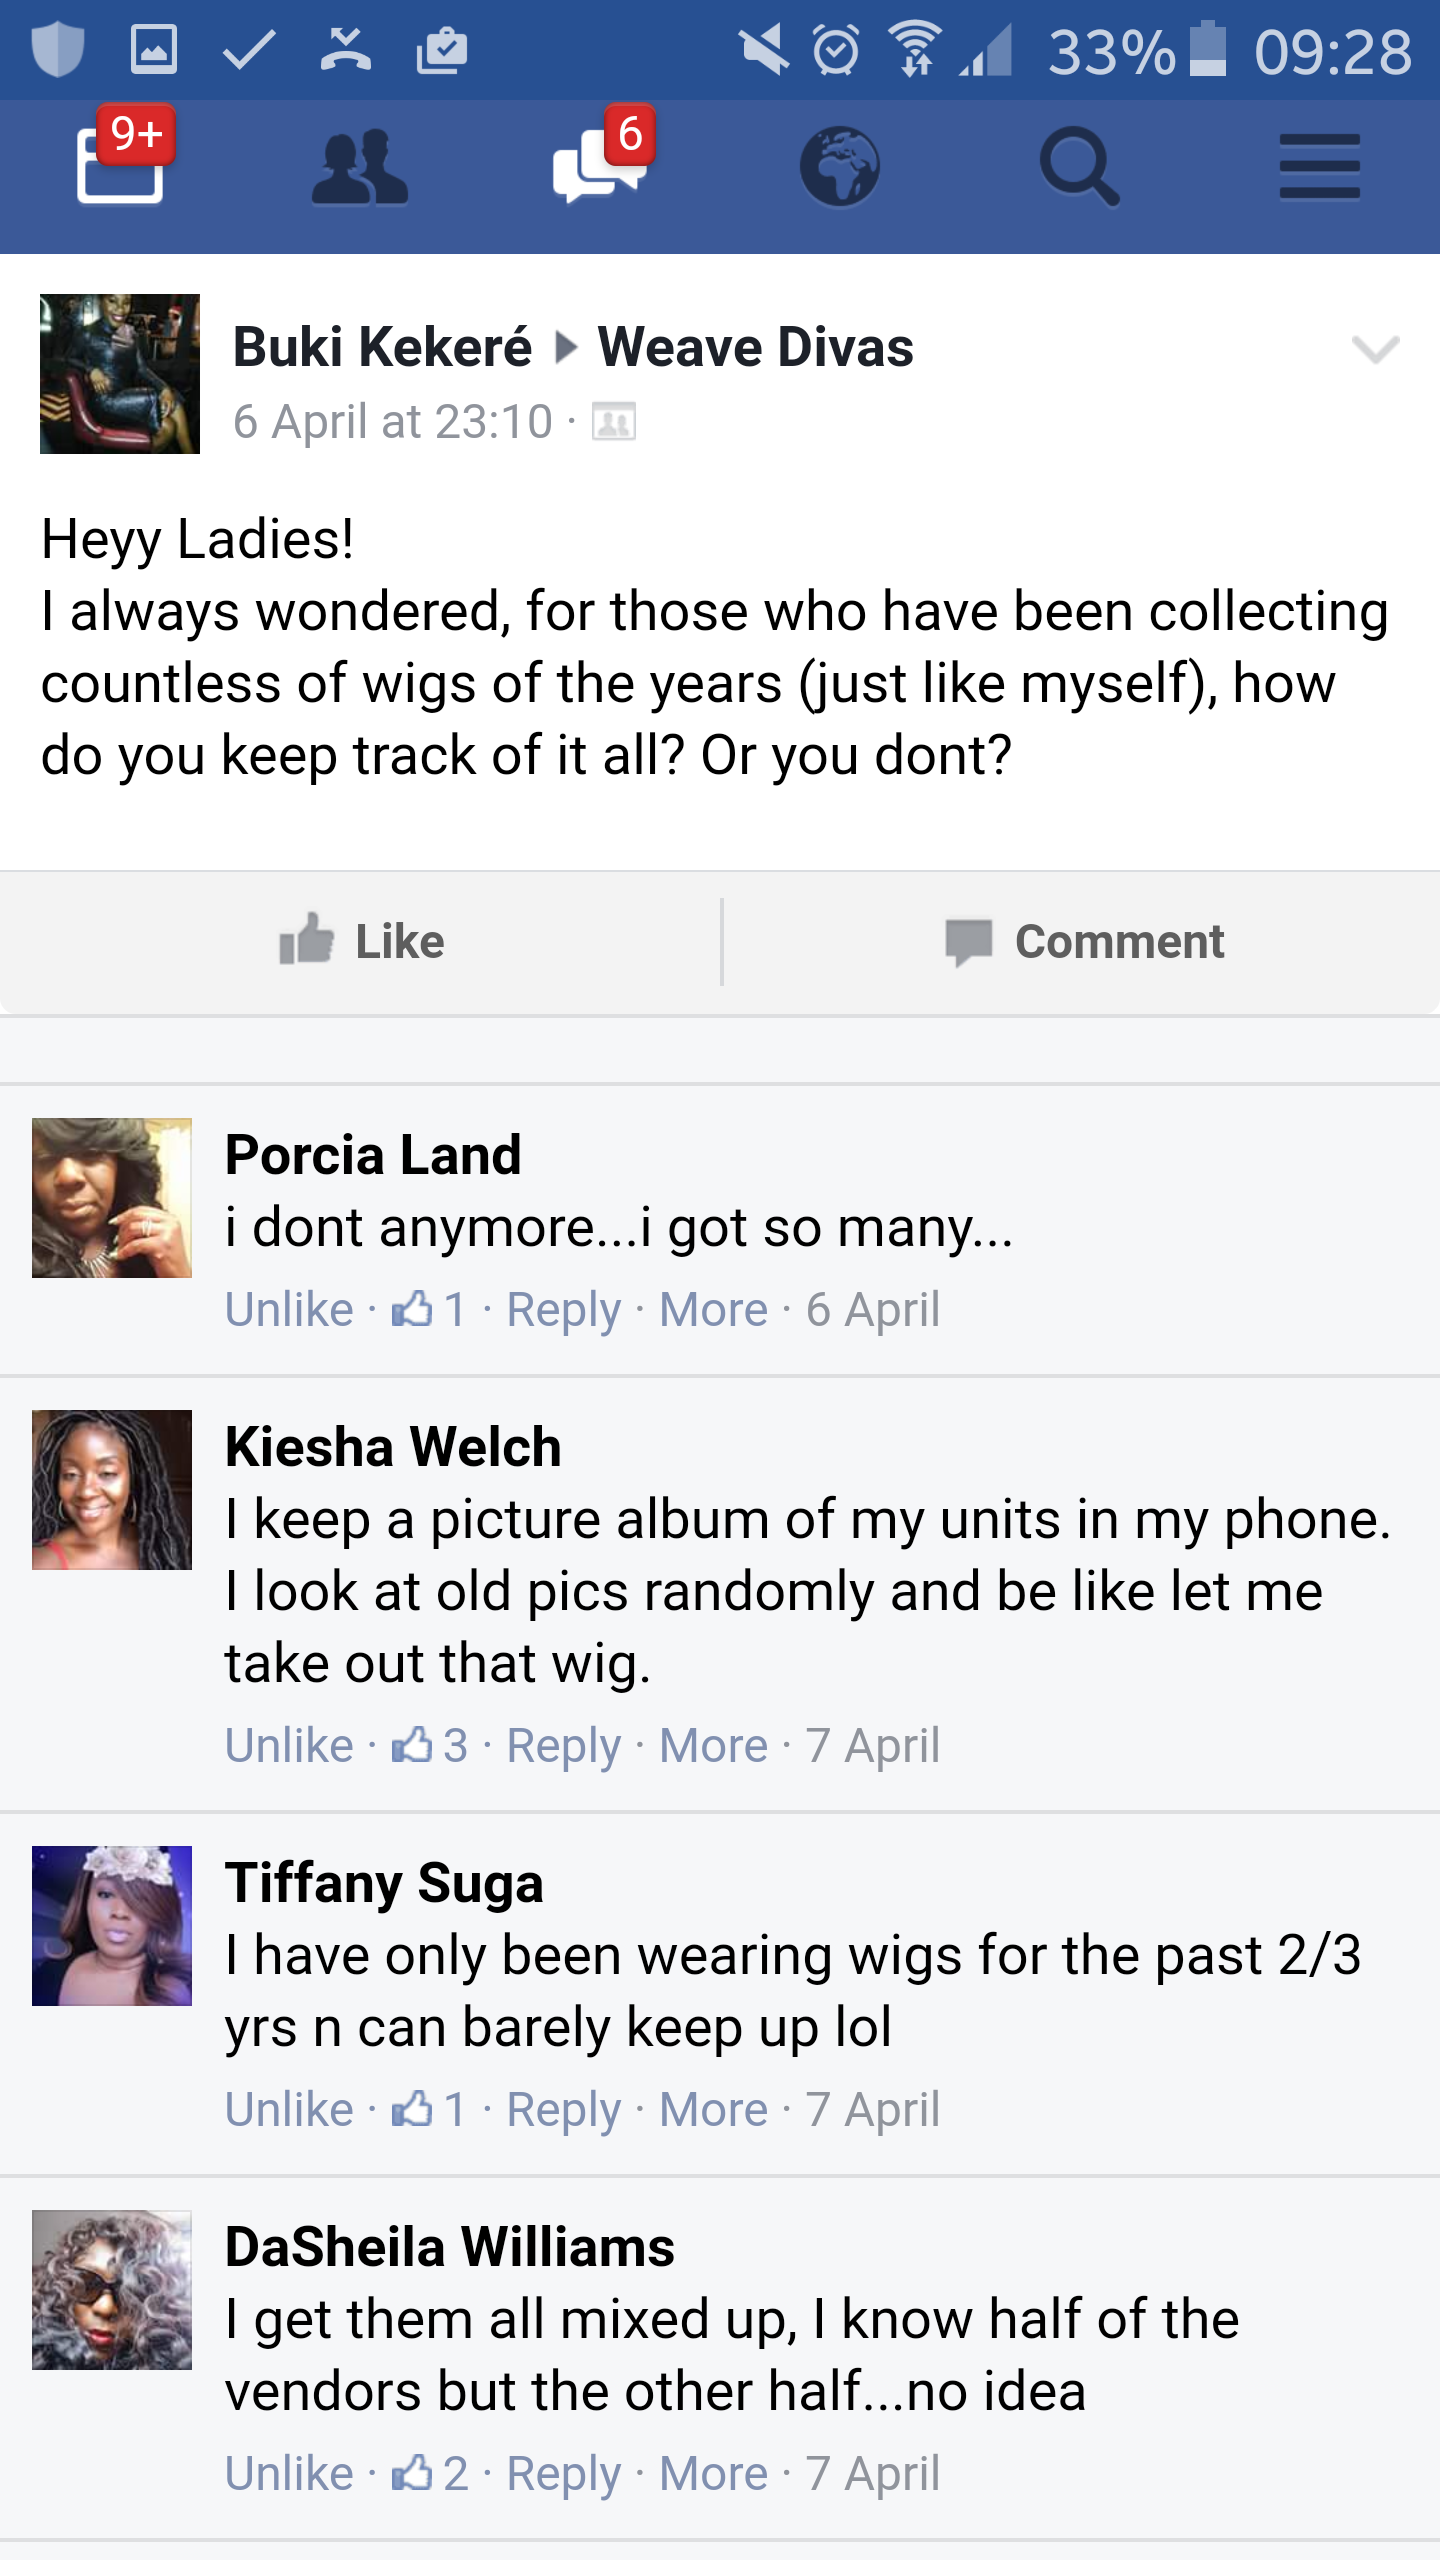 33% 09:28
9+ 6
Buki Kekeré Weave Divas
6 April at 23:10 ·
Heyy Ladies!
I always wondered, for those who have been collecting
countless of wigs of the years (just like myself), how
do you keep track of it all? Or you dont?
Like Comment
Porcia Land
i dont anymore...i got so many...
Unlike · 1 · Reply · More · 6 April
Kiesha Welch
I keep a picture album of my units in my phone.
I look at old pics randomly and be like let me
take out that wig.
Unlike · 3 · Reply · More · 7 April
Tiffany Suga
I have only been wearing wigs for the past 2/3
yrs n can barely keep up lol
Unlike · 1 · Reply · More · 7 April
DaSheila Williams
I get them all mixed up, I know half of the
vendors but the other half...no idea
Unlike · 2 · Reply · More · 7 April